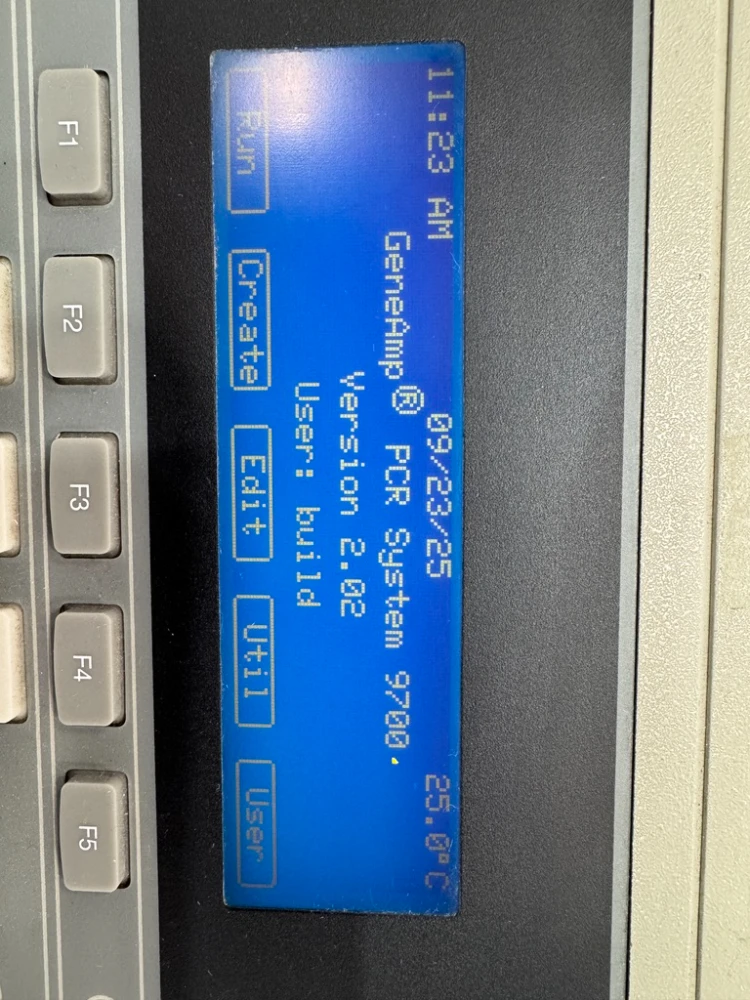 11:23 AM 09/23/25 25.0°C
GeneAmp® PCR System 9700
Version 2.02
User: build
Run Create Edit Util User
F1 F2 F3 F4 F5